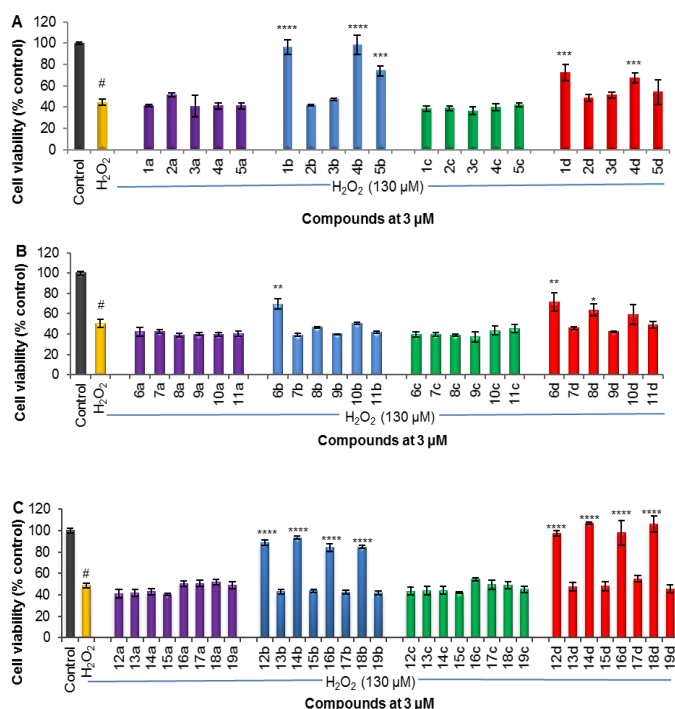 A
Cell viability (% control)
120
100
80
60
40
20
0
#
****
****
***
***
***
Control
H₂O₂
1a 2a 3a 4a 5a 1b 2b 3b 4b 5b 1c 2c 3c 4c 5c 1d 2d 3d 4d 5d
H₂O₂ (130 µM)
Compounds at 3 µM
B
Cell viability (% control)
120
100
80
60
40
20
0
#
**
**
*
Control
H₂O₂
6a 7a 8a 9a 10a 11a 6b 7b 8b 9b 10b 11b 6c 7c 8c 9c 10c 11c 6d 7d 8d 9d 10d 11d
H₂O₂ (130 µM)
Compounds at 3 µM
C
Cell viability (% control)
120
100
80
60
40
20
0
#
****
****
****
****
****
****
****
****
Control
H₂O₂
12a 13a 14a 15a 16a 17a 18a 19a 12b 13b 14b 15b 16b 17b 18b 19b 12c 13c 14c 15c 16c 17c 18c 19c 12d 13d 14d 15d 16d 17d 18d 19d
H₂O₂ (130 µM)
Compounds at 3 µM